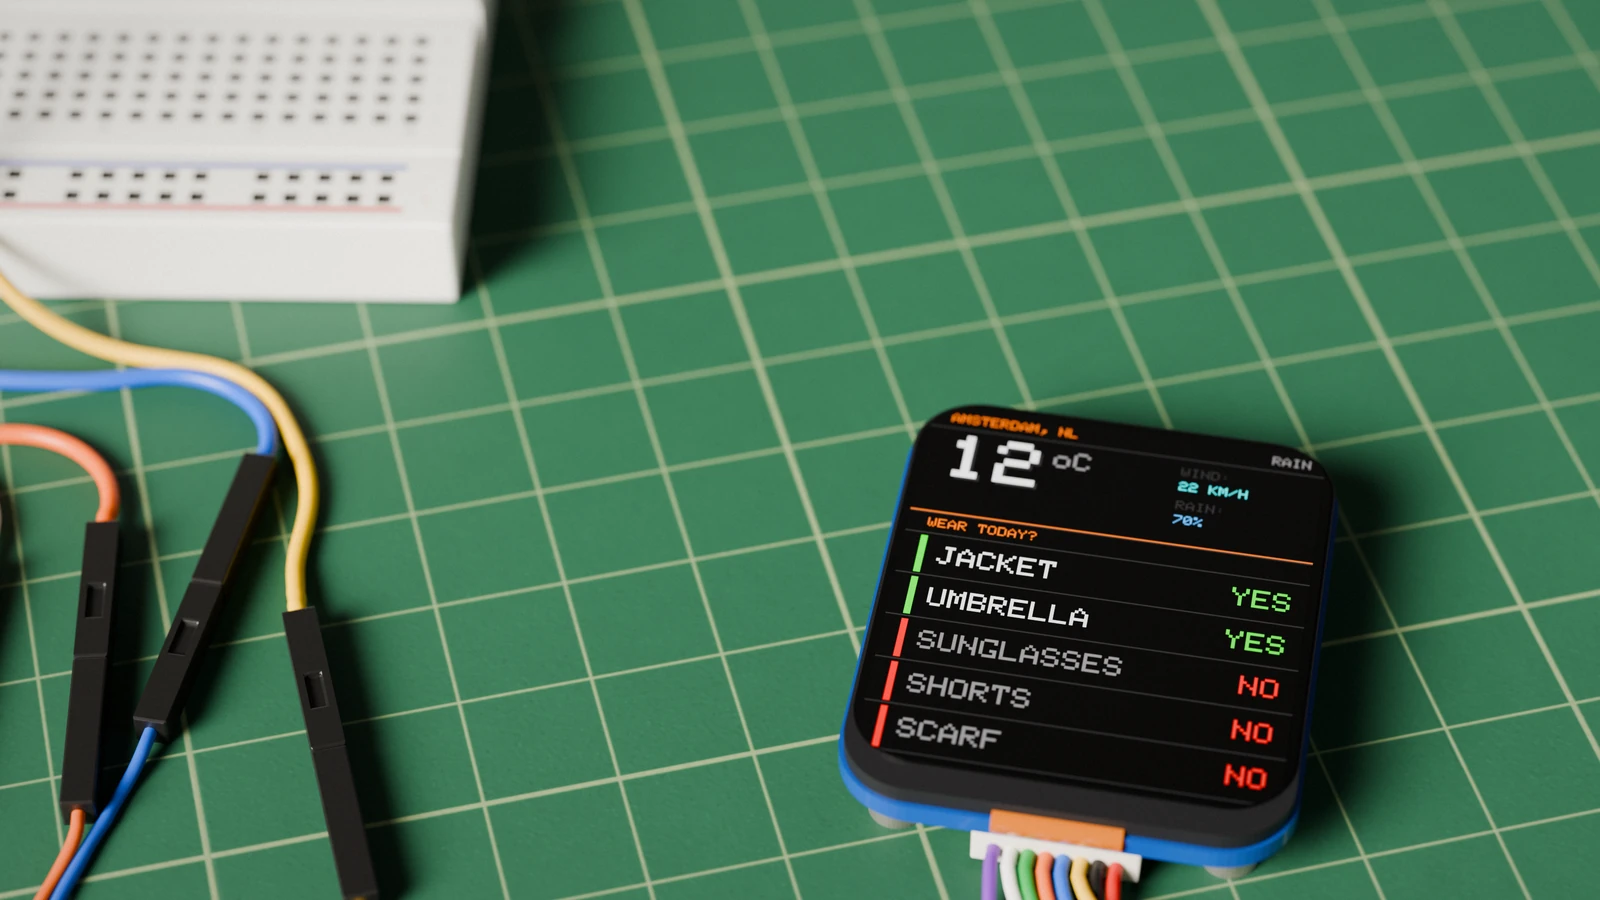 AMSTERDAM, NL
12 oC
RAIN
WIND:
22 KM/H
RAIN:
70%
WEAR TODAY?
JACKET YES
UMBRELLA YES
SUNGLASSES NO
SHORTS NO
SCARF NO